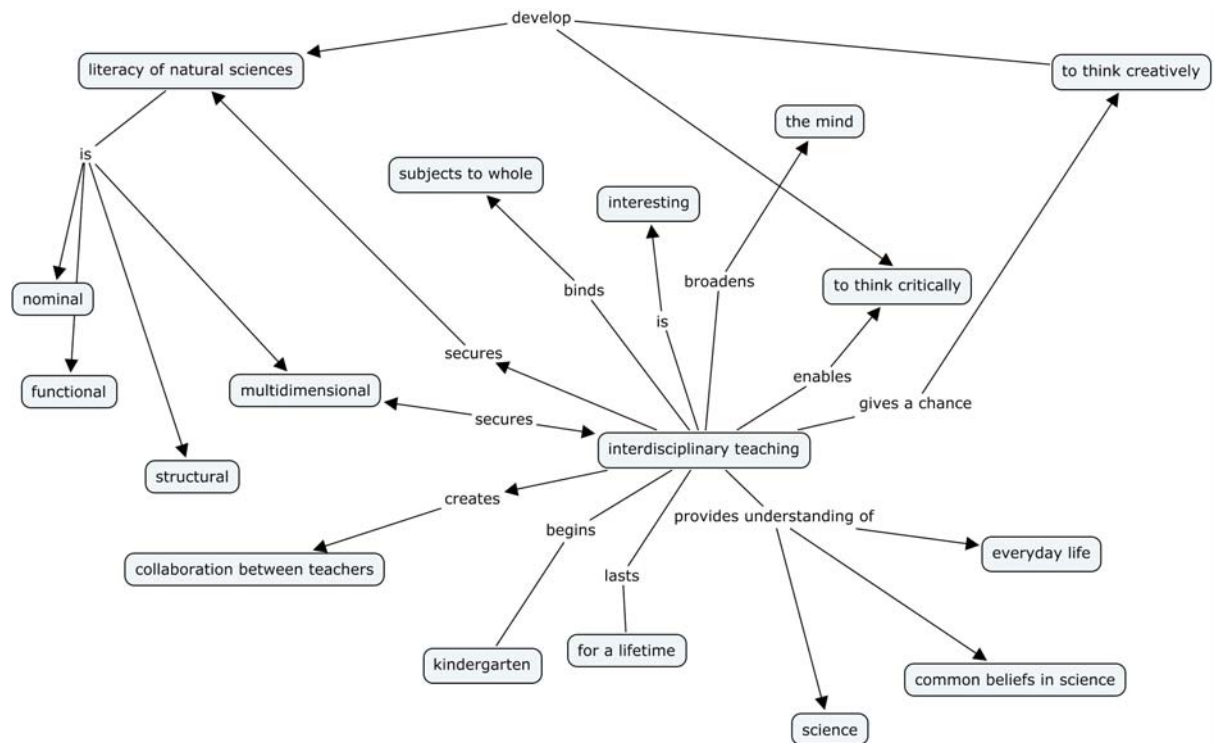 develop
literacy of natural sciences
to think creatively
the mind
is
subjects to whole
interesting
to think critically
nominal
binds
broadens
is
secures
enables
functional
multidimensional
gives a chance
secures
interdisciplinary teaching
structural
creates
provides understanding of
begins
everyday life
collaboration between teachers
lasts
for a lifetime
kindergarten
common beliefs in science
science